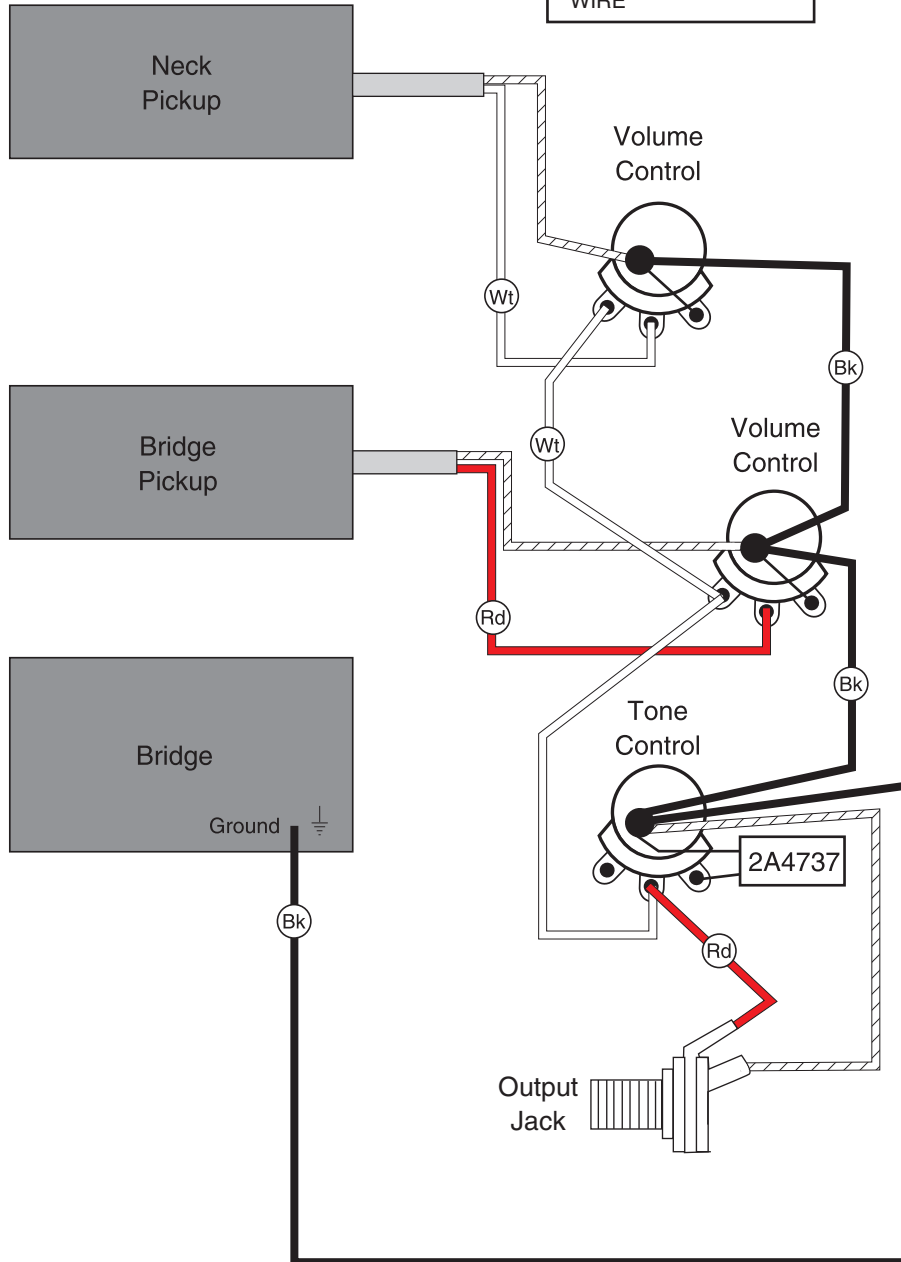 WIRE
Neck
Pickup
Volume
Control
Wt
Bk
Bridge
Pickup
Wt
Volume
Control
Rd
Bk
Bridge
Ground
Tone
Control
2A4737
Bk
Rd
Output
Jack